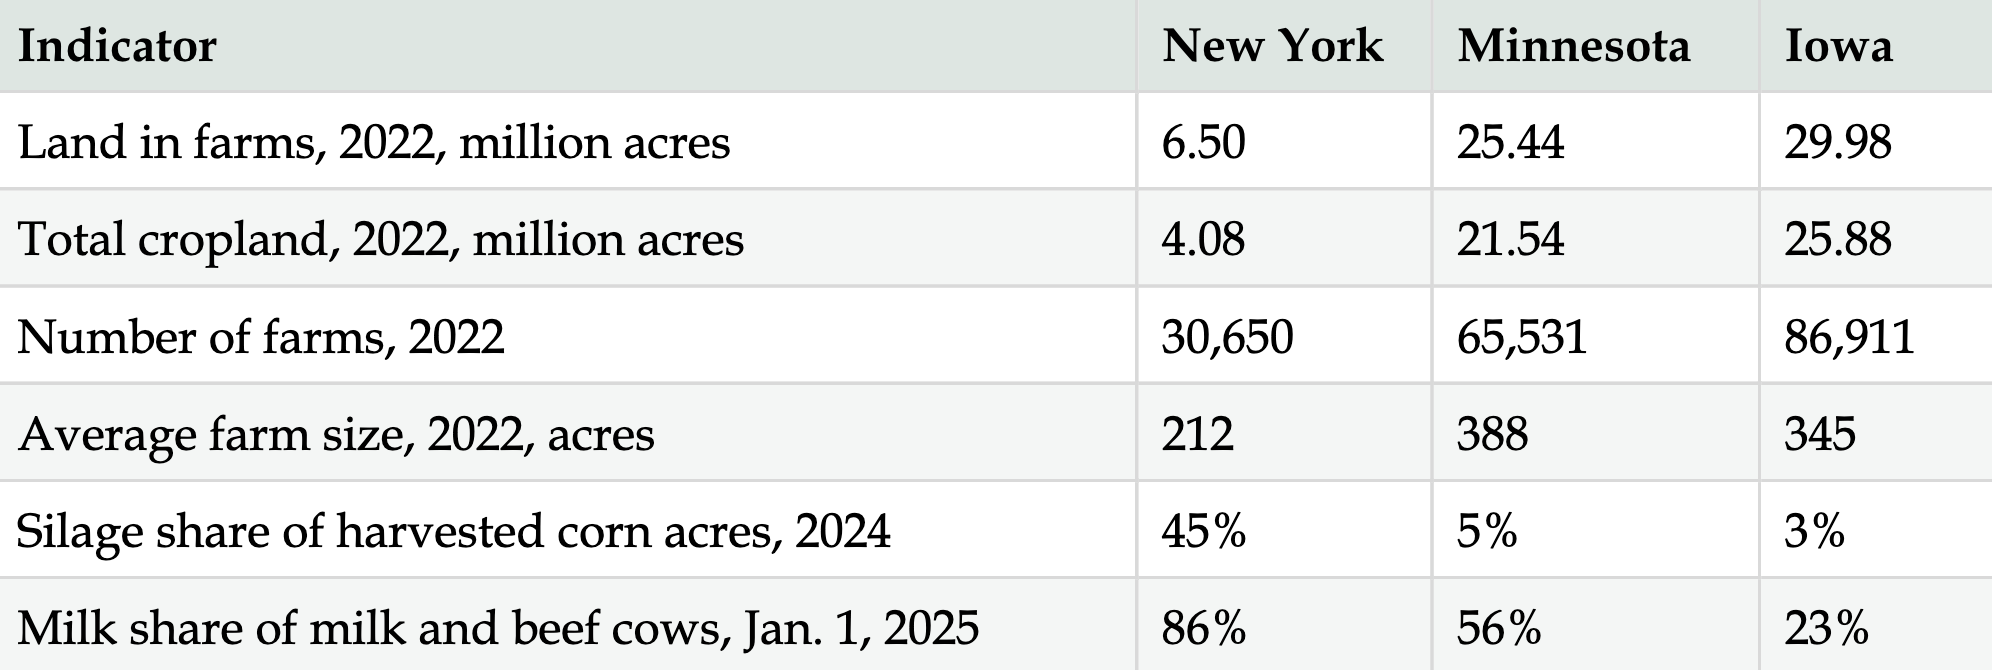 Indicator New York Minnesota Iowa
Land in farms, 2022, million acres 6.50 25.44 29.98
Total cropland, 2022, million acres 4.08 21.54 25.88
Number of farms, 2022 30,650 65,531 86,911
Average farm size, 2022, acres 212 388 345
Silage share of harvested corn acres, 2024 45% 5% 3%
Milk share of milk and beef cows, Jan. 1, 2025 86% 56% 23%